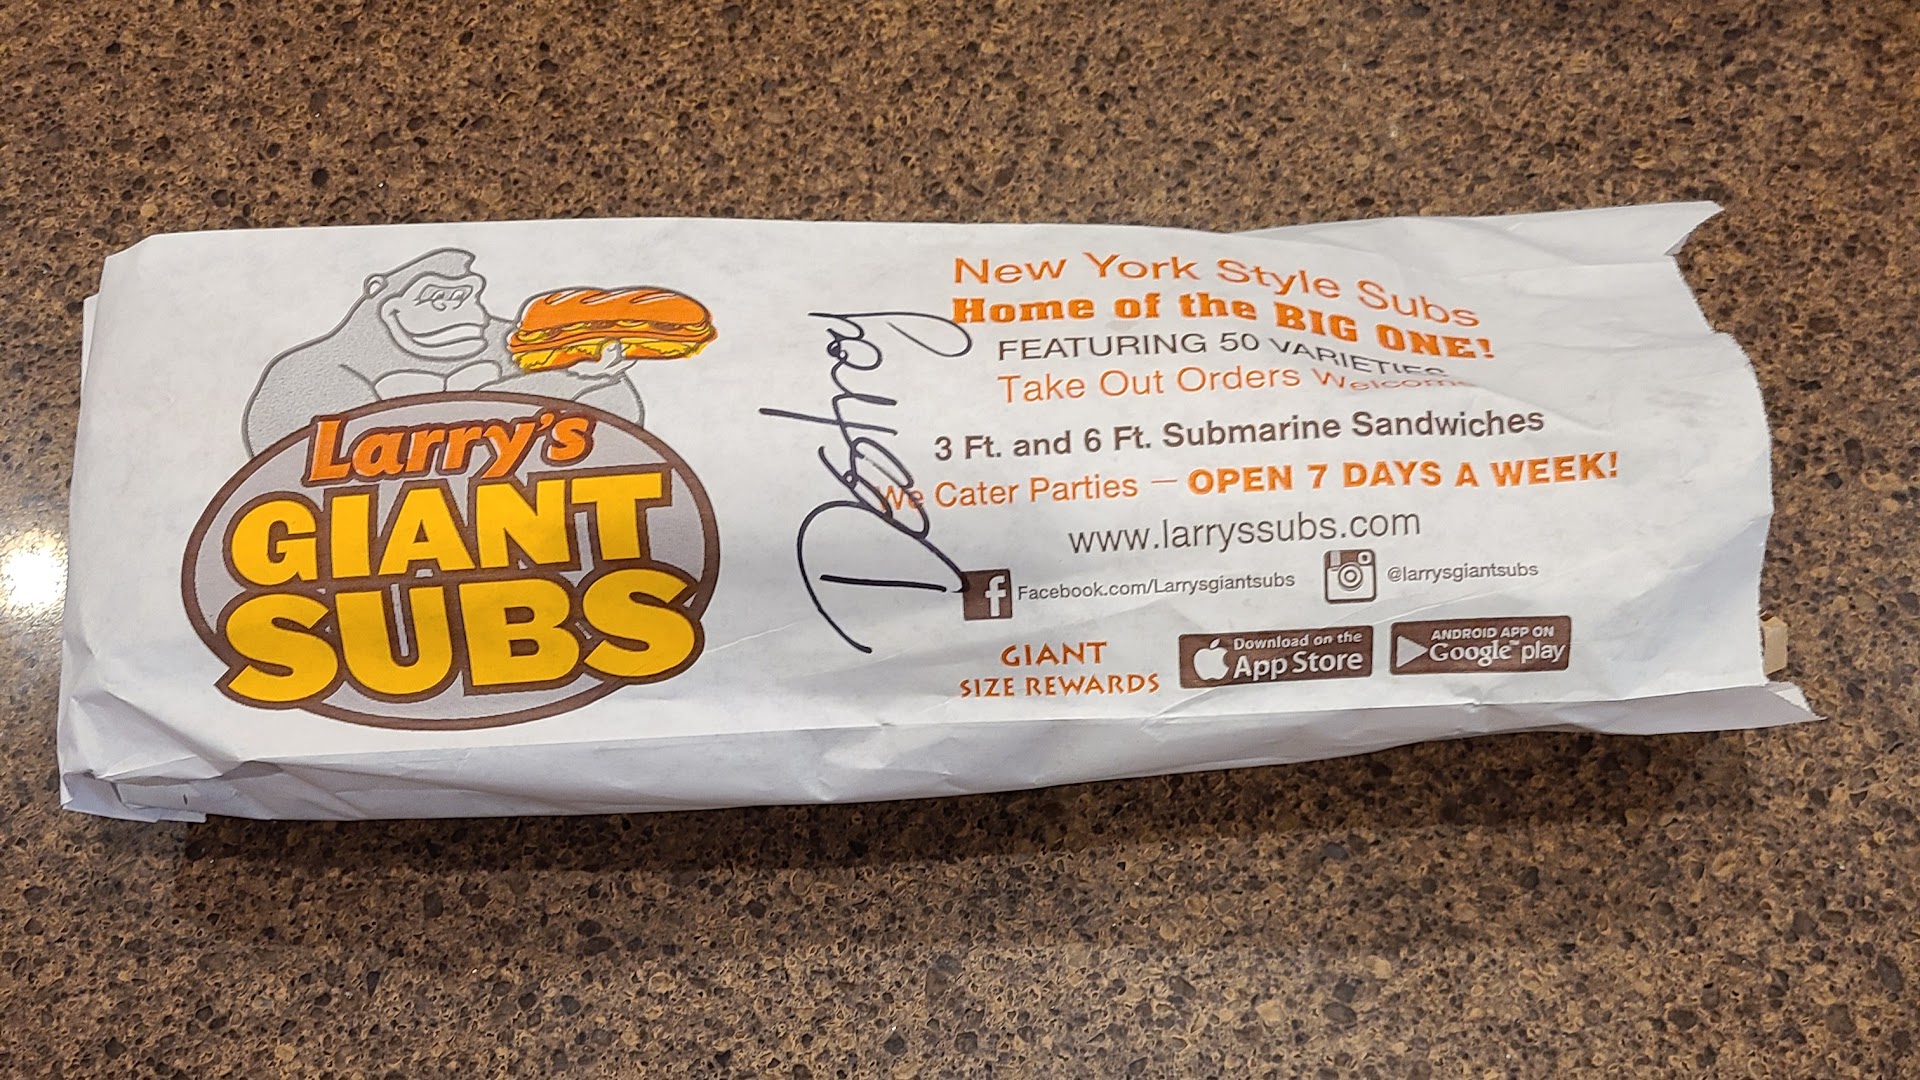 Larry's
GIANT
SUBS
New York Style Subs
Home of the BIG ONE!
FEATURING 50 VARIETIES
Take Out Orders Welcome
3 Ft. and 6 Ft. Submarine Sandwiches
We Cater Parties — OPEN 7 DAYS A WEEK!
www.larryssubs.com
Facebook.com/Larrysgiantsubs
@larrysgiantsubs
GIANT
SIZE REWARDS
Download on the
App Store
ANDROID APP ON
Google play